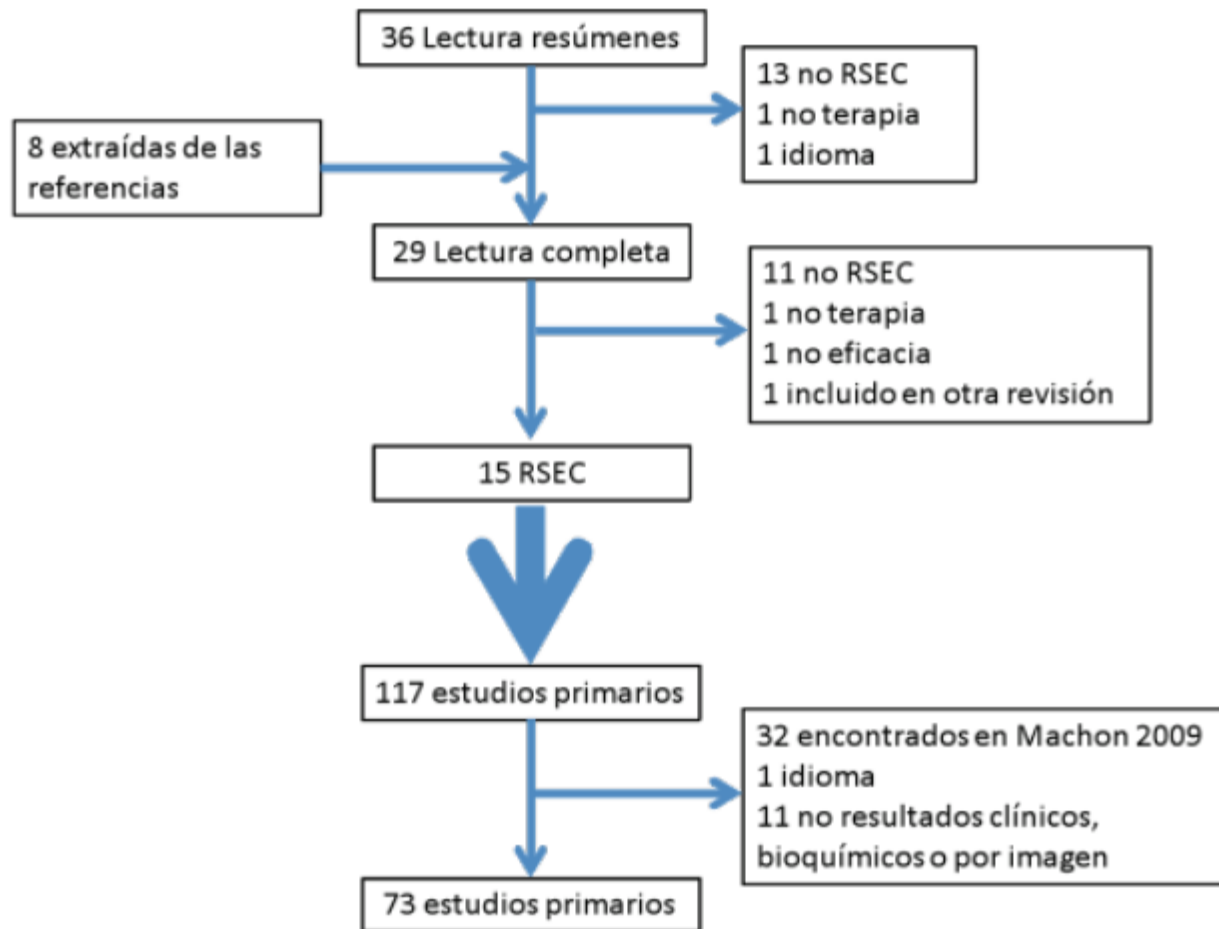 36 Lectura resúmenes
13 no RSEC
1 no terapia
1 idioma
8 extraídas de las
referencias
29 Lectura completa
11 no RSEC
1 no terapia
1 no eficacia
1 incluido en otra revisión
15 RSEC
117 estudios primarios
32 encontrados en Machon 2009
1 idioma
11 no resultados clínicos,
bioquímicos o por imagen
73 estudios primarios